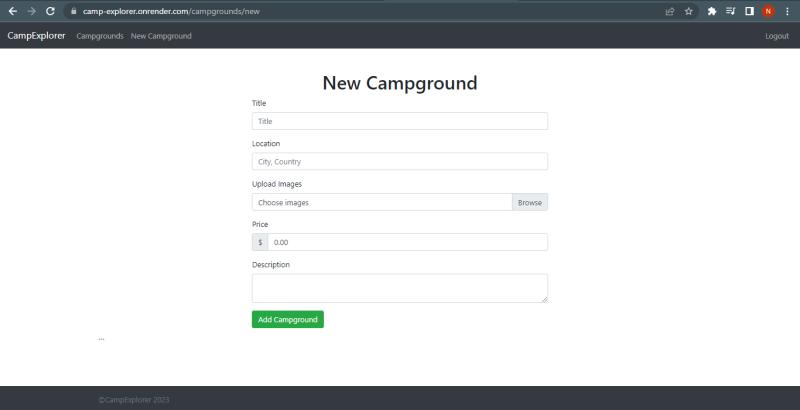 camp-explorer.onrender.com/campgrounds/new
N
CampExplorer Campgrounds New Campground Logout
New Campground
Title
Title
Location
City, Country
Upload Images
Choose images Browse
Price
$ 0.00
Description
Add Campground
...
©CampExplorer 2023